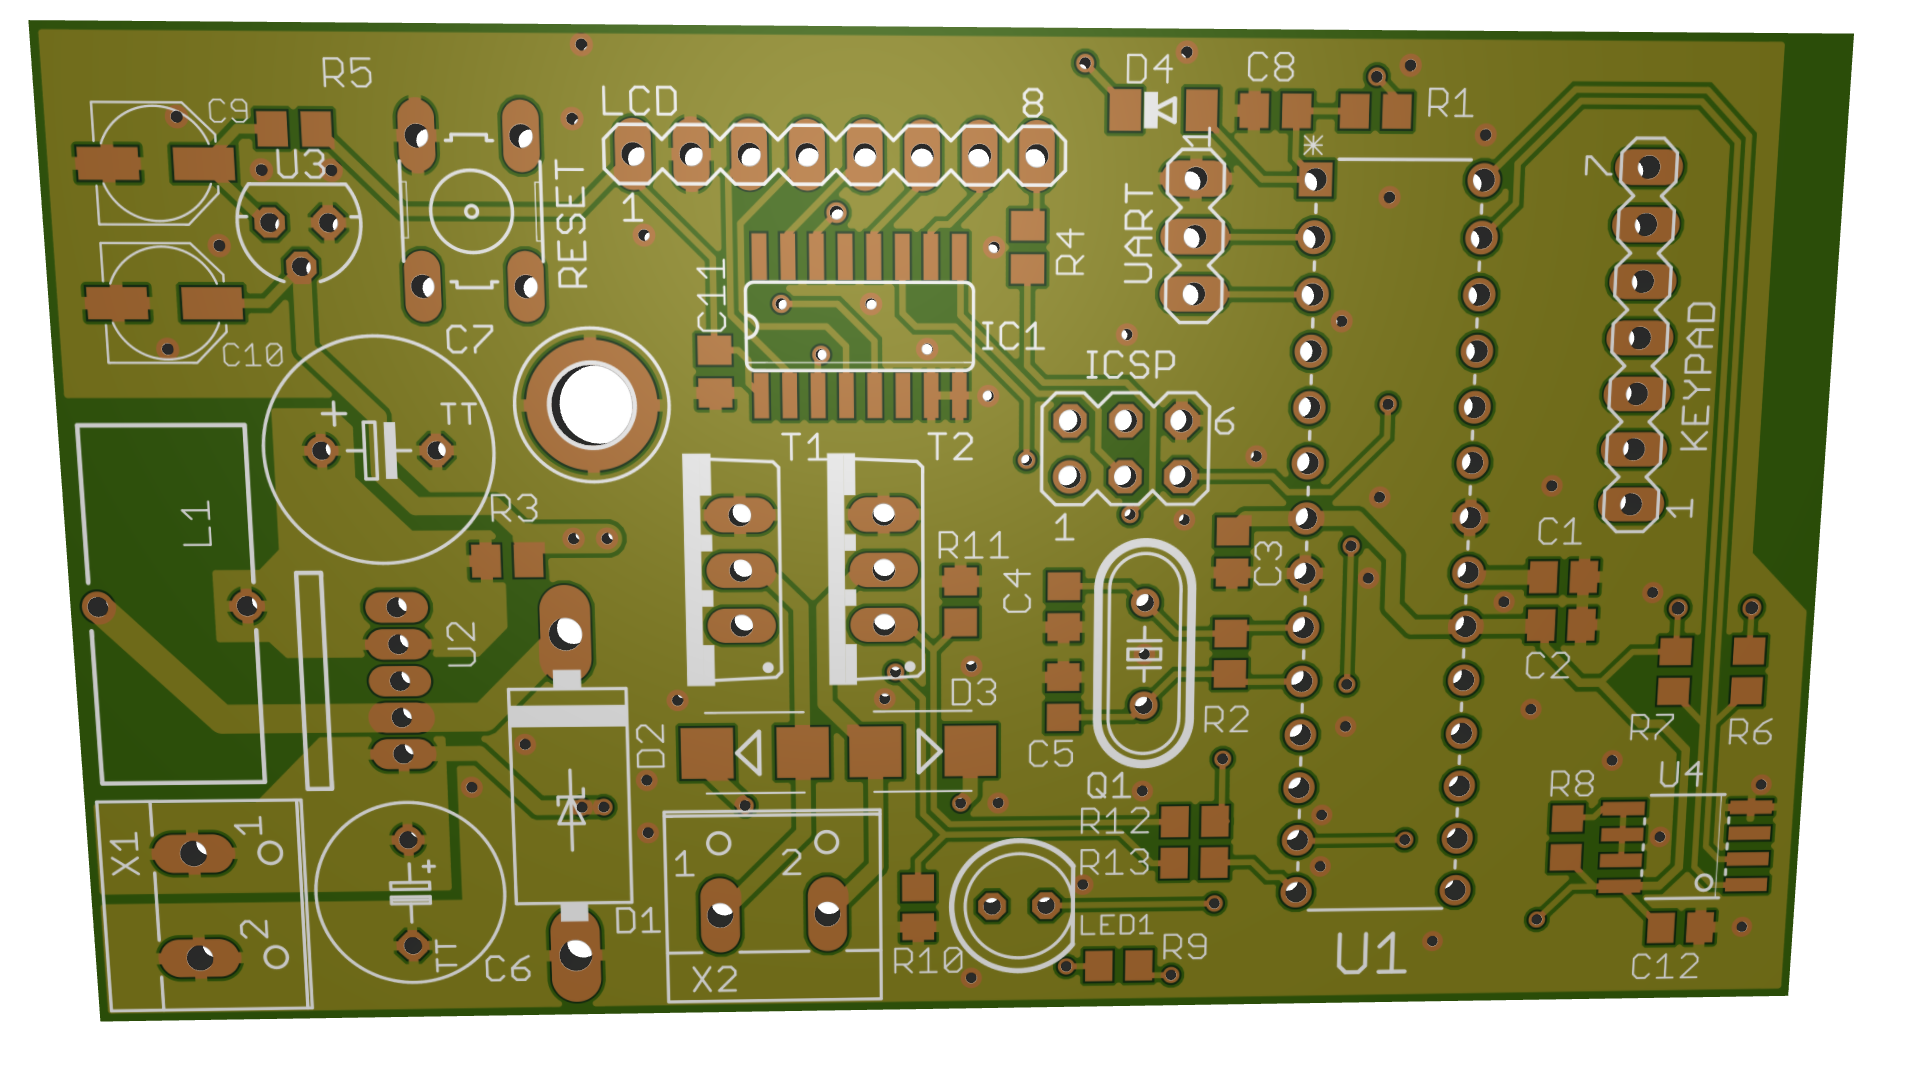 R5
C9
U3
LCD
8
1
RESET
D4
C8
R1
1
UART
*
7
KEYPAD
1
C10
C7
C11
IC1
R4
ICSP
6
1
+
TT
L1
R3
T1
T2
R11
C4
C3
C1
C2
U2
D2
D3
C5
R2
Q1
R7
R6
R8
U4
X1
1
2
+
TT
C6
D1
1
2
X2
R12
R13
R10
LED1
R9
U1
C12